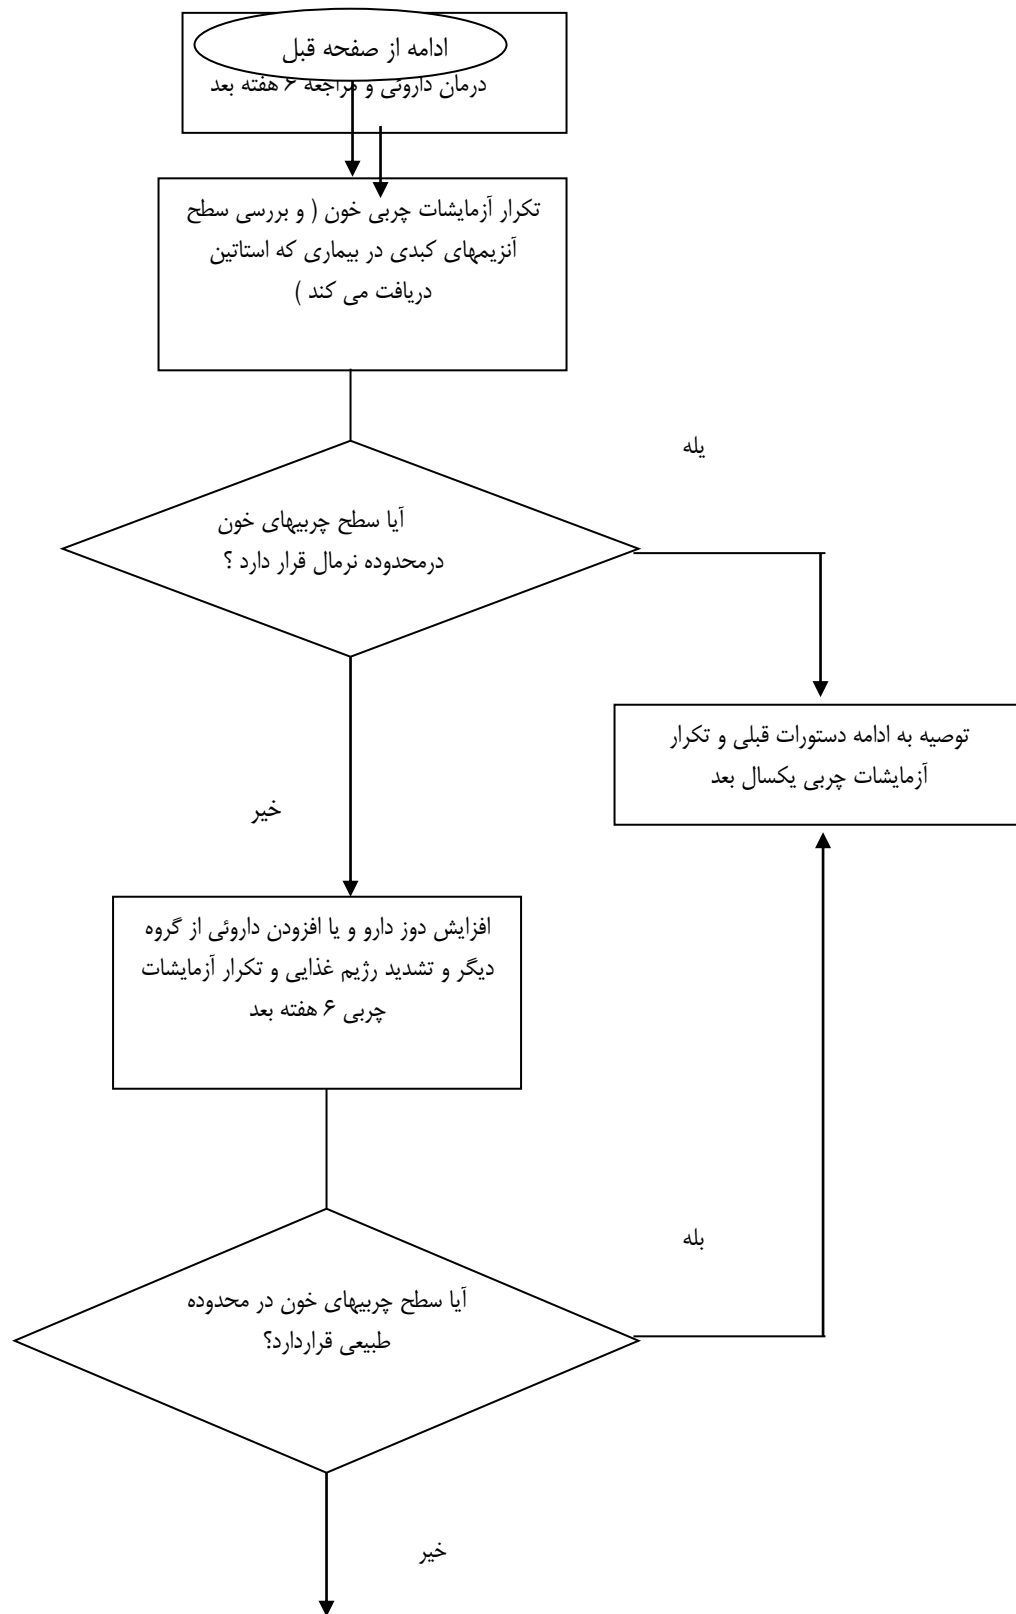 ادامه از صفحه قبل
درمان داروئی و مراجعه ۶ هفته بعد
تکرار آزمایشات چربی خون ( و بررسی سطح
آنزیمهای کبدی در بیماری که استاتین
دریافت می کند )
یله
آیا سطح چربیهای خون
درمحدوده نرمال قرار دارد ؟
توصیه به ادامه دستورات قبلی و تکرار
آزمایشات چربی یکسال بعد
خیر
افزایش دوز دارو و یا افزودن داروئی از گروه
دیگر و تشدید رژیم غذایی و تکرار آزمایشات
چربی ۶ هفته بعد
بله
آیا سطح چربیهای خون در محدوده
طبیعی قراردارد؟
خیر